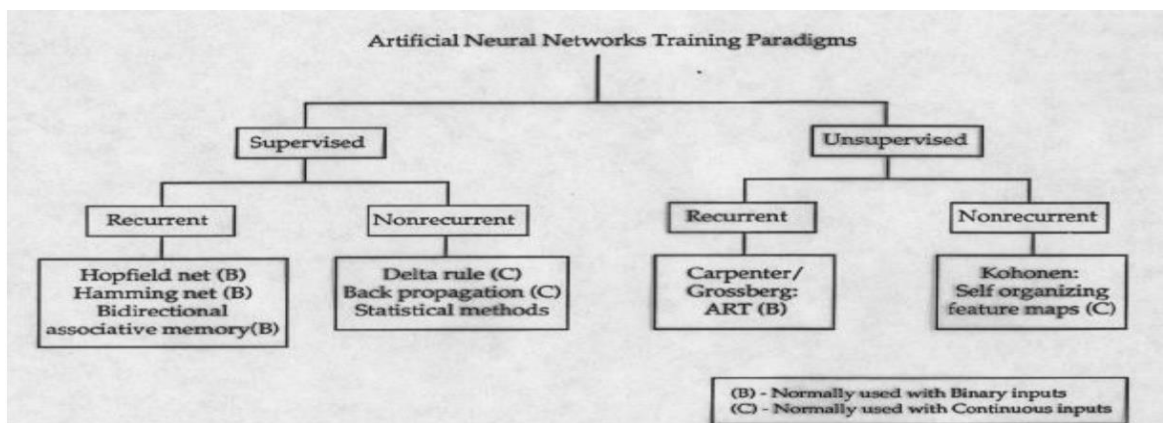 Artificial Neural Networks Training Paradigms
Supervised
Unsupervised
Recurrent
Nonrecurrent
Recurrent
Nonrecurrent
Hopfield net (B)
Hamming net (B)
Bidirectional
associative memory(B)
Delta rule (C)
Back propagation (C)
Statistical methods
Carpenter/
Grossberg:
ART (B)
Kohonen:
Self organizing
feature maps (C)
(B) - Normally used with Binary inputs
(C) - Normally used with Continuous inputs